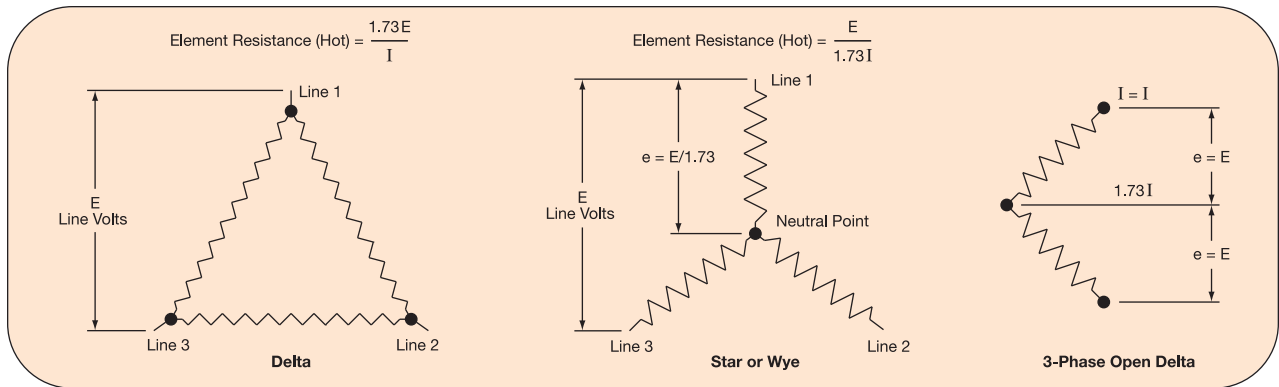 Element Resistance (Hot) = 1.73E / I
Line 1
E
Line Volts
Line 3
Line 2
Delta
Element Resistance (Hot) = E / 1.73I
Line 1
e = E/1.73
E
Line Volts
Neutral Point
Line 3
Line 2
Star or Wye
I = I
e = E
1.73I
e = E
3-Phase Open Delta